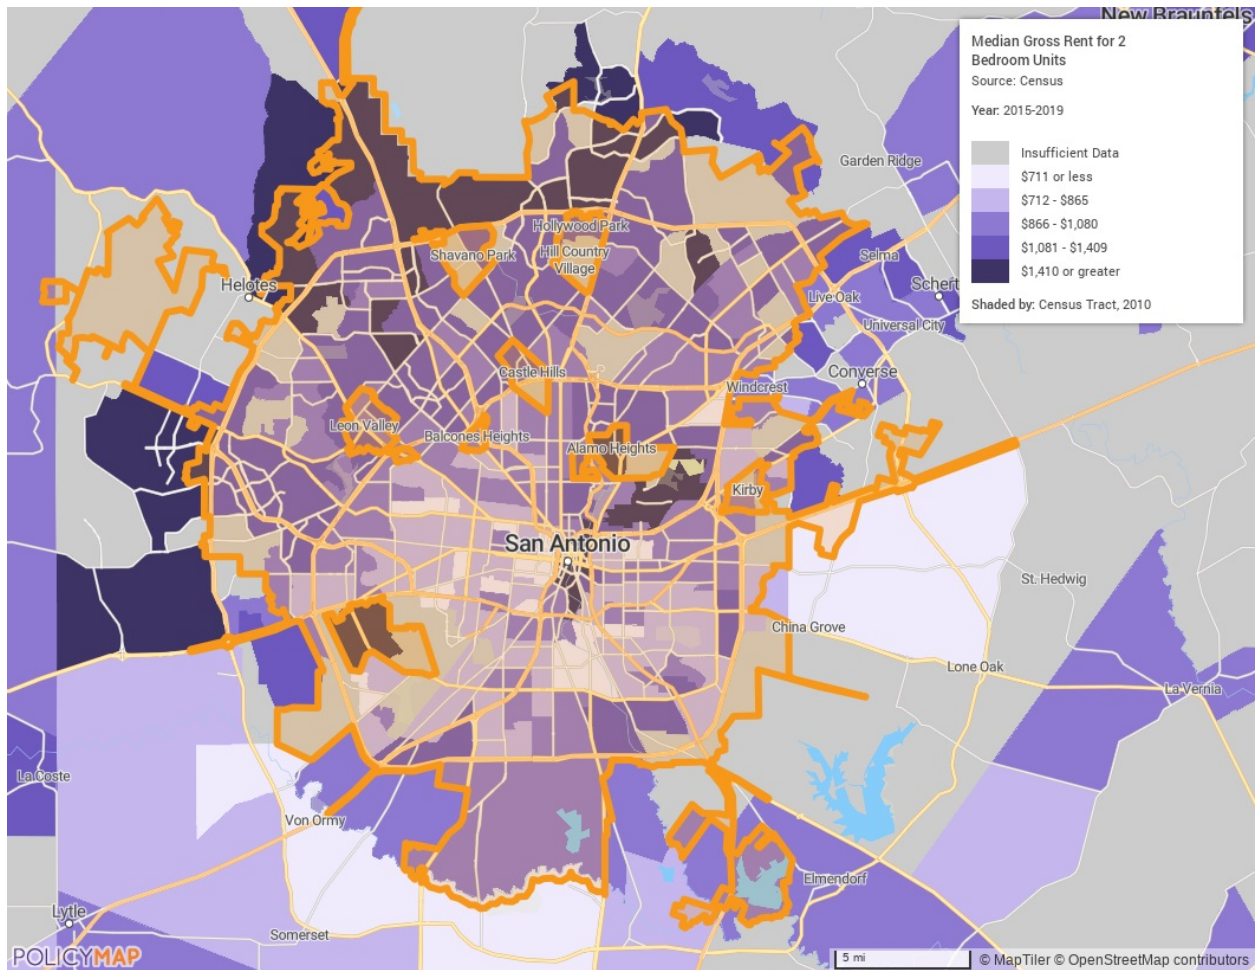 New Braunfels
Median Gross Rent for 2
Bedroom Units
Source: Census
Year: 2015-2019
Insufficient Data
$711 or less
$712 - $865
$866 - $1,080
$1,081 - $1,409
$1,410 or greater
Shaded by: Census Tract, 2010
Garden Ridge
Hollywood Park
Shavano Park
Hill Country
Village
Selma
Helotes
Schert
Live Oak
Universal City
Castle Hills
Converse
Windcrest
Leon Valley
Balcones Heights
Alamo Heights
Kirby
San Antonio
St. Hedwig
China Grove
Lone Oak
La Vernia
La Coste
Von Ormy
Elmendorf
Lytle
Somerset
POLICYMAP
5 mi
© MapTiler © OpenStreetMap contributors